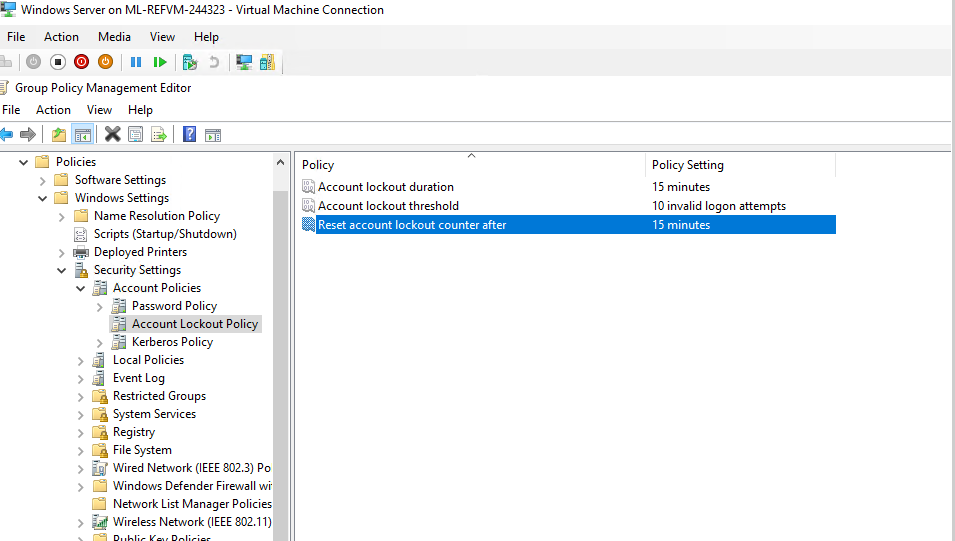 Windows Server on ML-REFVM-244323 - Virtual Machine Connection
File Action Media View Help
Group Policy Management Editor
File Action View Help
Policies
Software Settings
Windows Settings
Name Resolution Policy
Scripts (Startup/Shutdown)
Deployed Printers
Security Settings
Account Policies
Password Policy
Account Lockout Policy
Kerberos Policy
Local Policies
Event Log
Restricted Groups
System Services
Registry
File System
Wired Network (IEEE 802.3) Po
Windows Defender Firewall wi
Network List Manager Policies
Wireless Network (IEEE 802.11)
Public Key Policies
Policy Policy Setting
Account lockout duration 15 minutes
Account lockout threshold 10 invalid logon attempts
Reset account lockout counter after 15 minutes